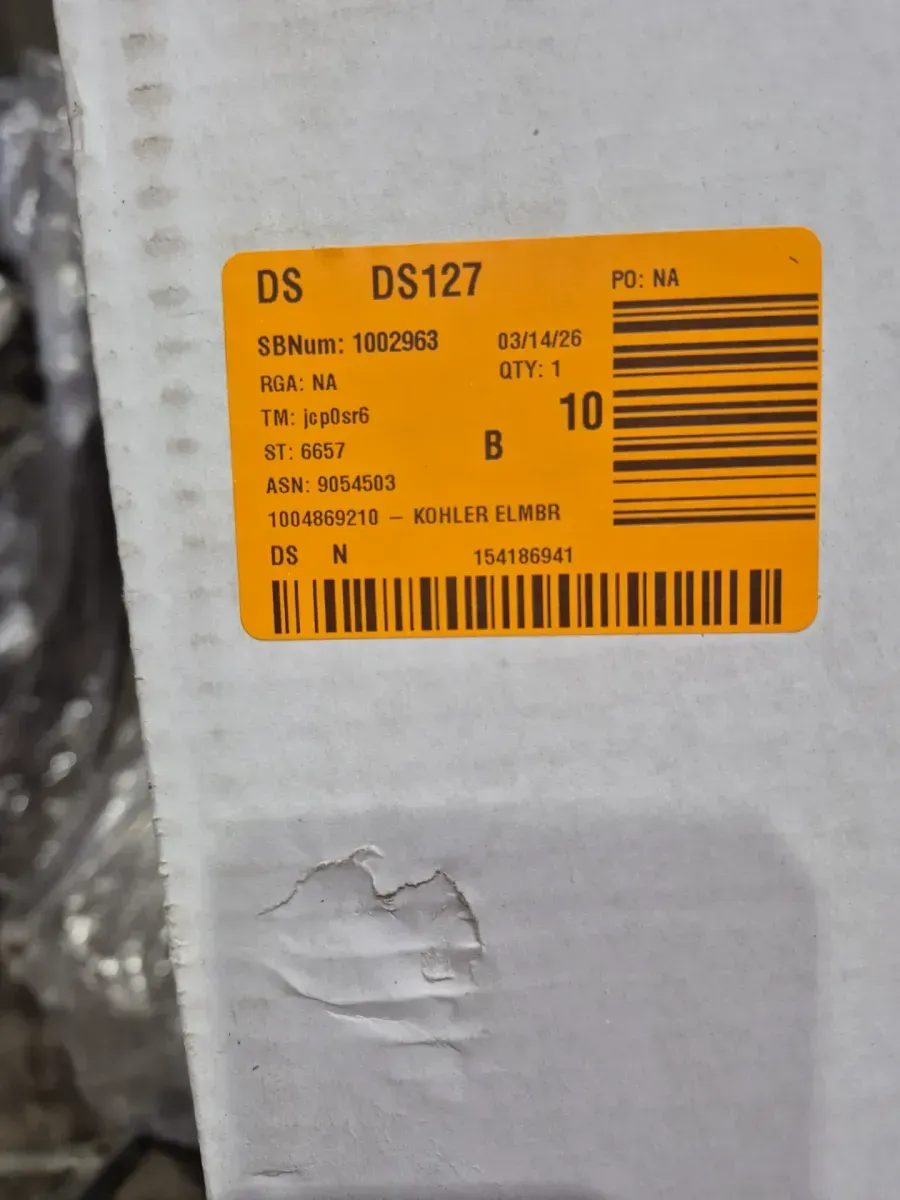 DS DS127 PO: NA
SBNum: 1002963 03/14/26
RGA: NA QTY: 1
TM: jcp0sr6 10
ST: 6657 B
ASN: 9054503
1004869210 – KOHLER ELMBR
DS N 154186941